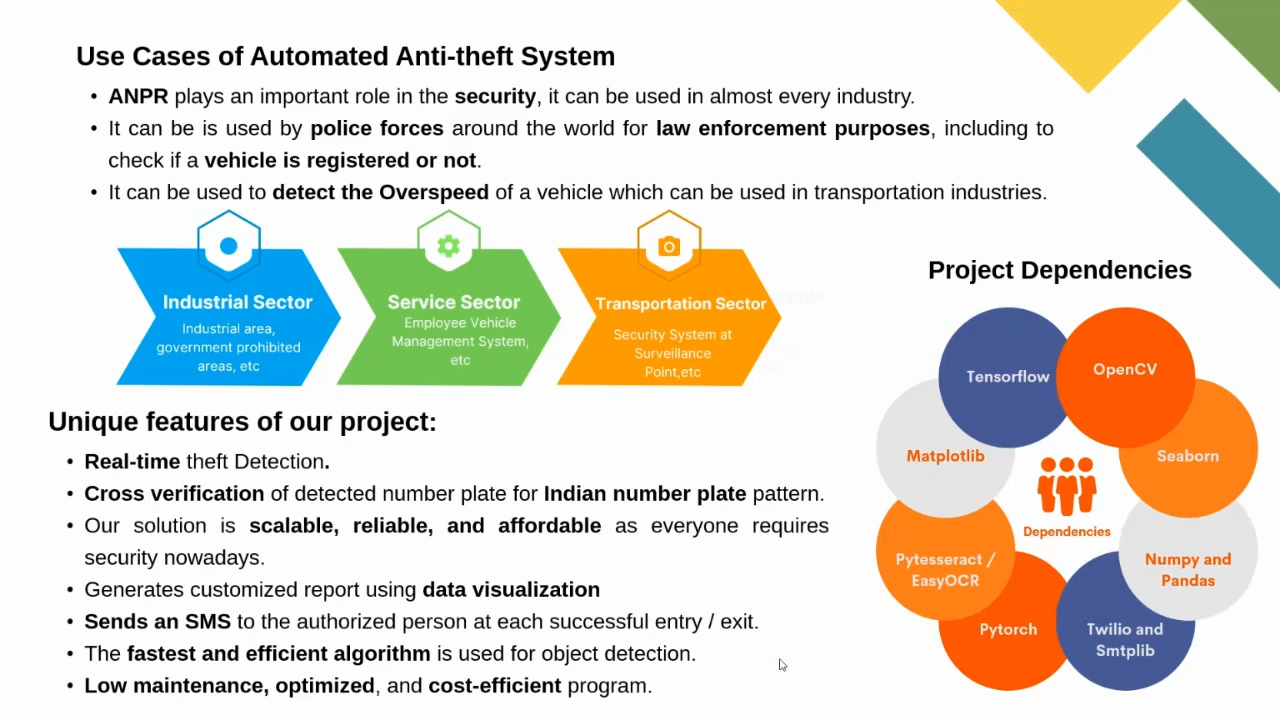 Use Cases of Automated Anti-theft System
• ANPR plays an important role in the security, it can be used in almost every industry.
• It can be is used by police forces around the world for law enforcement purposes, including to
check if a vehicle is registered or not.
• It can be used to detect the Overspeed of a vehicle which can be used in transportation industries.
Industrial Sector
Industrial area,
government prohibited
areas, etc
Service Sector
Employee Vehicle
Management System,
etc
Transportation Sector
Security System at
Surveillance
Point,etc
Unique features of our project:
• Real-time theft Detection.
• Cross verification of detected number plate for Indian number plate pattern.
• Our solution is scalable, reliable, and affordable as everyone requires
security nowadays.
• Generates customized report using data visualization
• Sends an SMS to the authorized person at each successful entry / exit.
• The fastest and efficient algorithm is used for object detection.
• Low maintenance, optimized, and cost-efficient program.
Project Dependencies
Tensorflow
OpenCV
Matplotlib
Seaborn
Dependencies
Pytesseract /
EasyOCR
Numpy and
Pandas
Pytorch
Twilio and
Smtplib